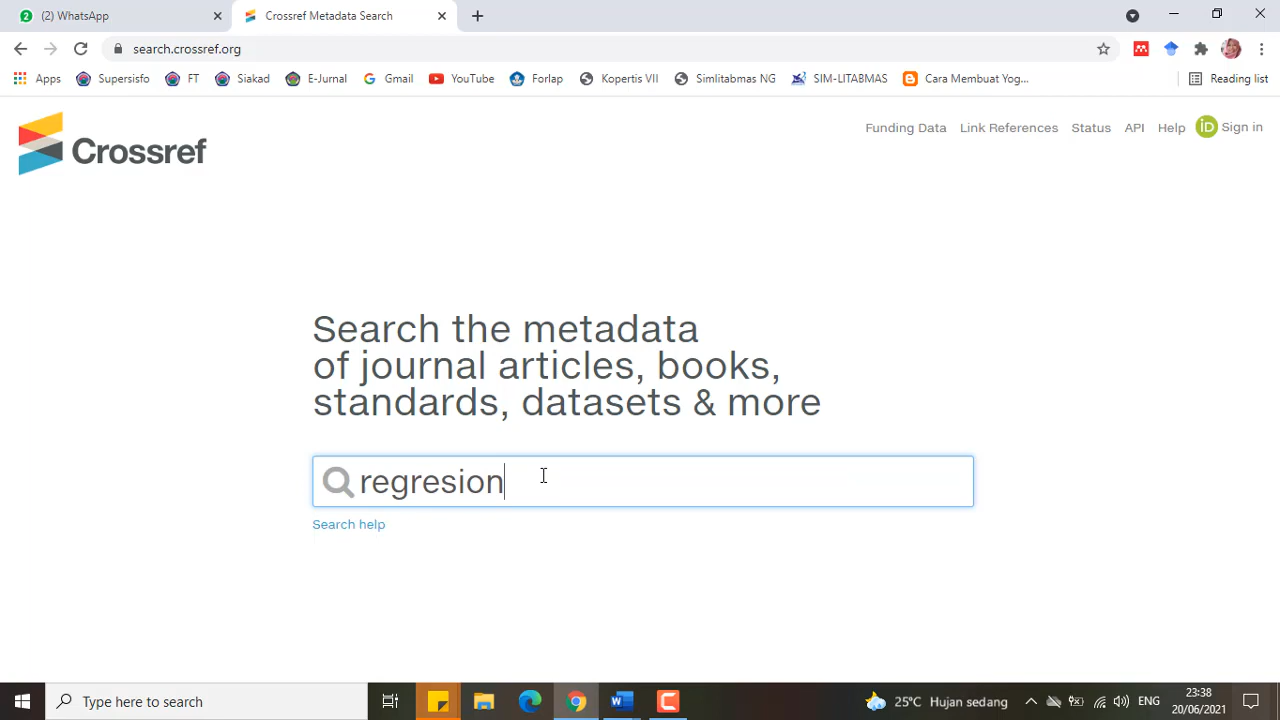 2 (2) WhatsApp
Crossref Metadata Search
search.crossref.org
Apps Supersisfo FT Siakad E-Jurnal Gmail YouTube Forlap Kopertis VII Simlitabmas NG SIM-LITABMAS Cara Membuat Yog... Reading list
Crossref
Funding Data Link References Status API Help iD Sign in
Search the metadata
of journal articles, books,
standards, datasets & more
regresion
Search help
Type here to search
25°C Hujan sedang
ENG
23:38
20/06/2021